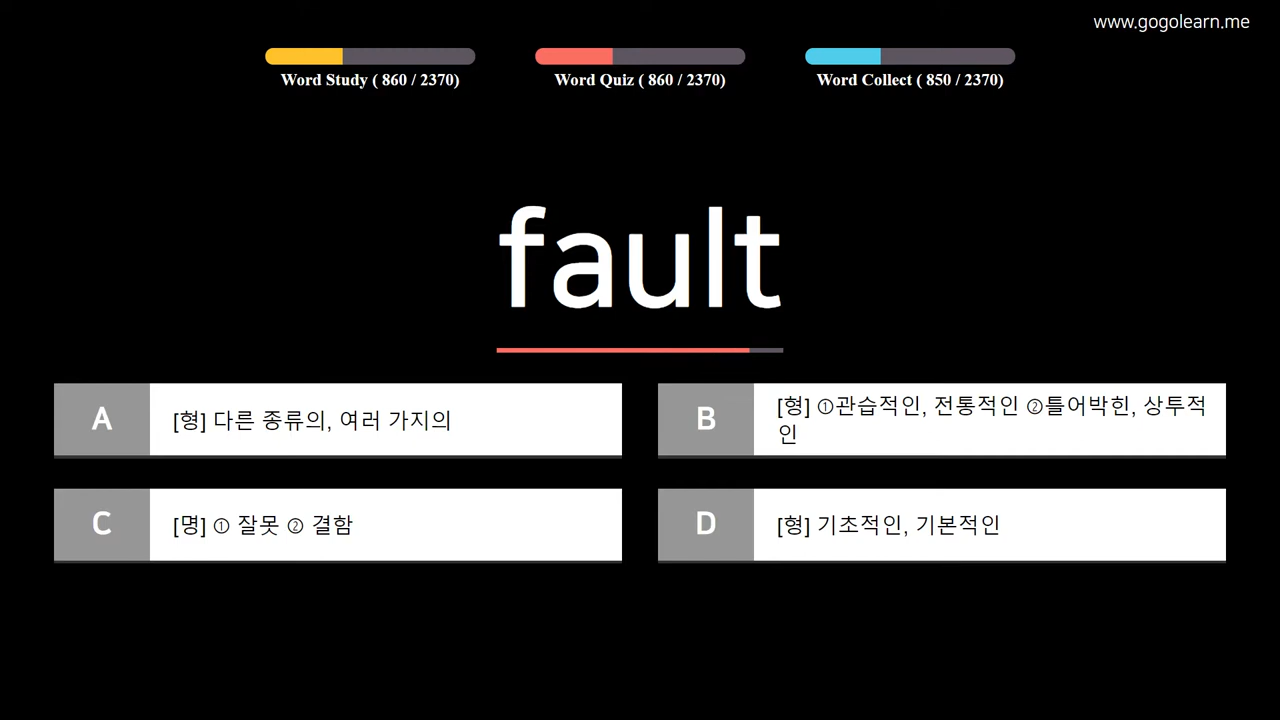 www.gogolearn.me
Word Study ( 860 / 2370)
Word Quiz ( 860 / 2370)
Word Collect ( 850 / 2370)
fault
A
[형] 다른 종류의, 여러 가지의
B
[형] ①관습적인, 전통적인 ②틀어박힌, 상투적
인
C
[명] ① 잘못 ② 결함
D
[형] 기초적인, 기본적인